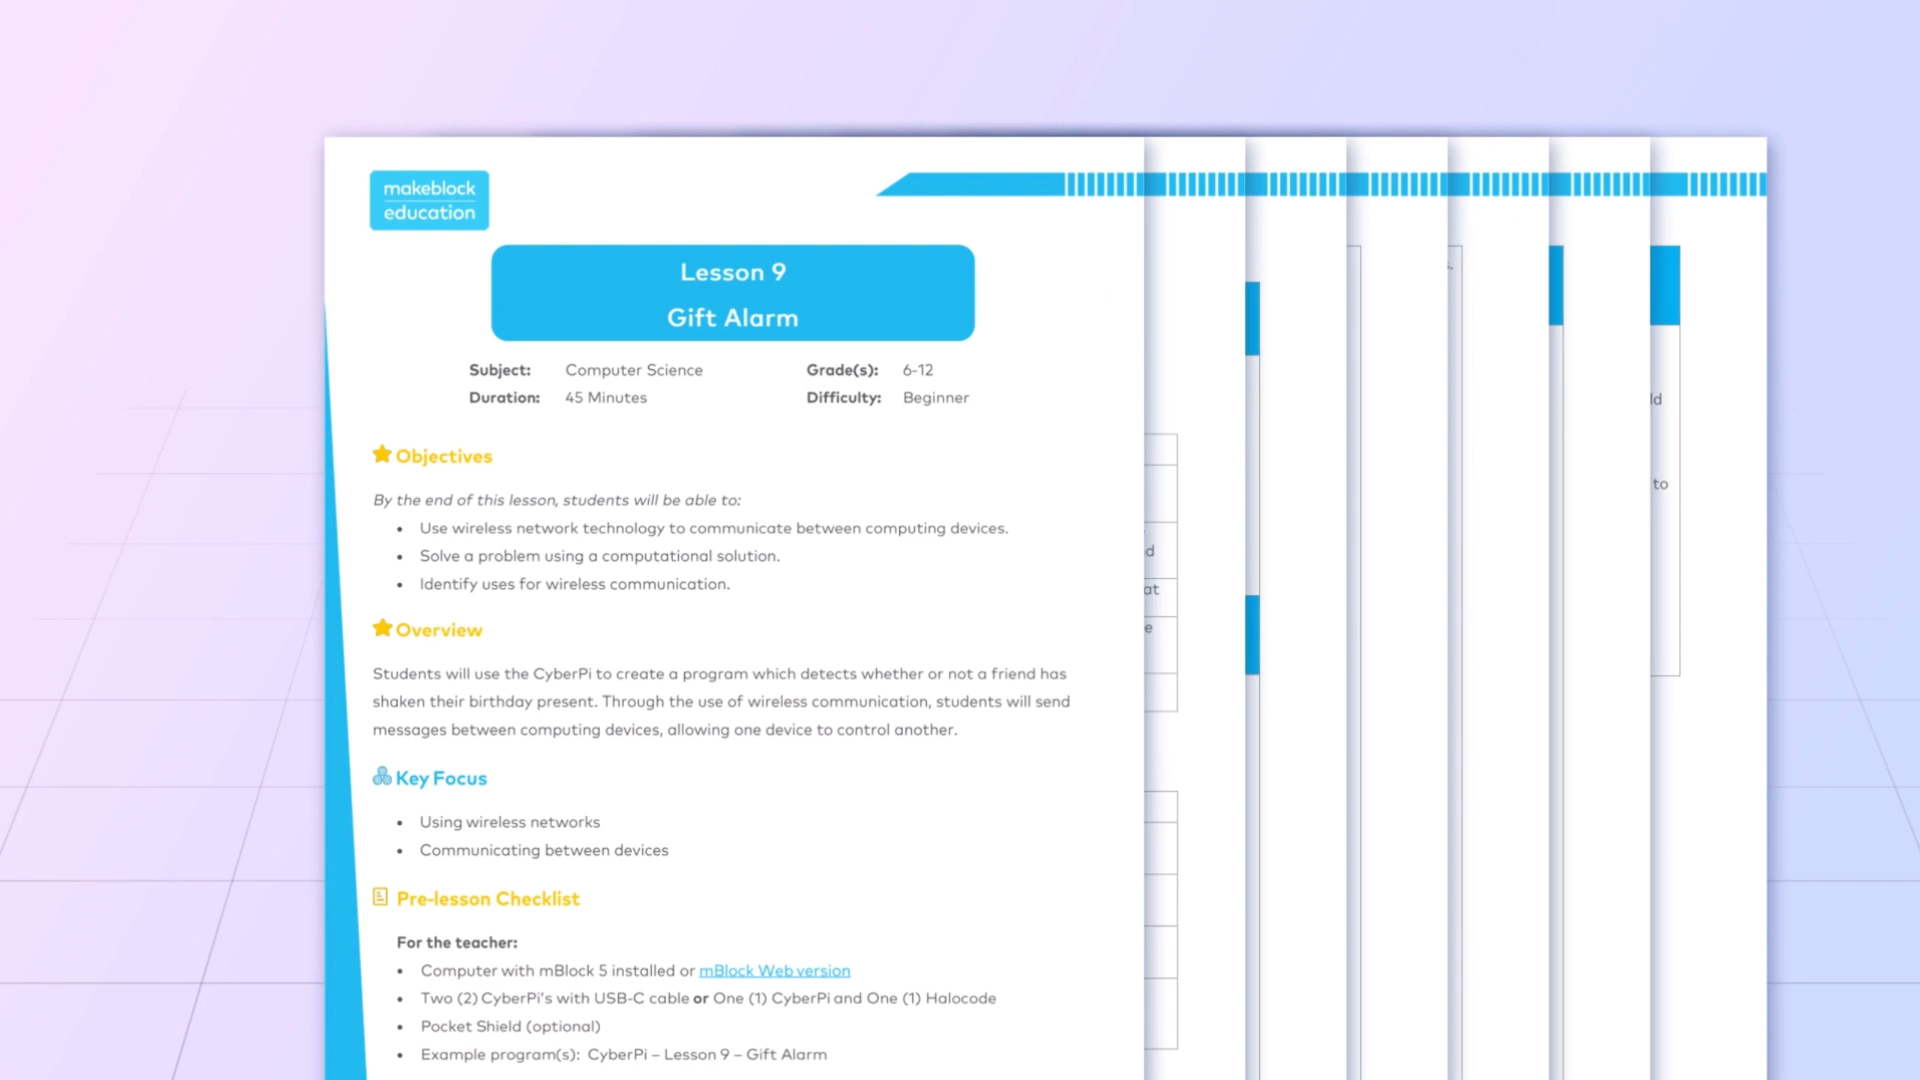 makeblock
education
Lesson 9
Gift Alarm
Subject: Computer Science Grade(s): 6-12
Duration: 45 Minutes Difficulty: Beginner
Objectives
By the end of this lesson, students will be able to:
• Use wireless network technology to communicate between computing devices.
• Solve a problem using a computational solution.
• Identify uses for wireless communication.
Overview
Students will use the CyberPi to create a program which detects whether or not a friend has
shaken their birthday present. Through the use of wireless communication, students will send
messages between computing devices, allowing one device to control another.
Key Focus
• Using wireless networks
• Communicating between devices
Pre-lesson Checklist
For the teacher:
• Computer with mBlock 5 installed or mBlock Web version
• Two (2) CyberPi's with USB-C cable or One (1) CyberPi and One (1) Halocode
• Pocket Shield (optional)
• Example program(s): CyberPi – Lesson 9 – Gift Alarm
d
at
e
ld
to